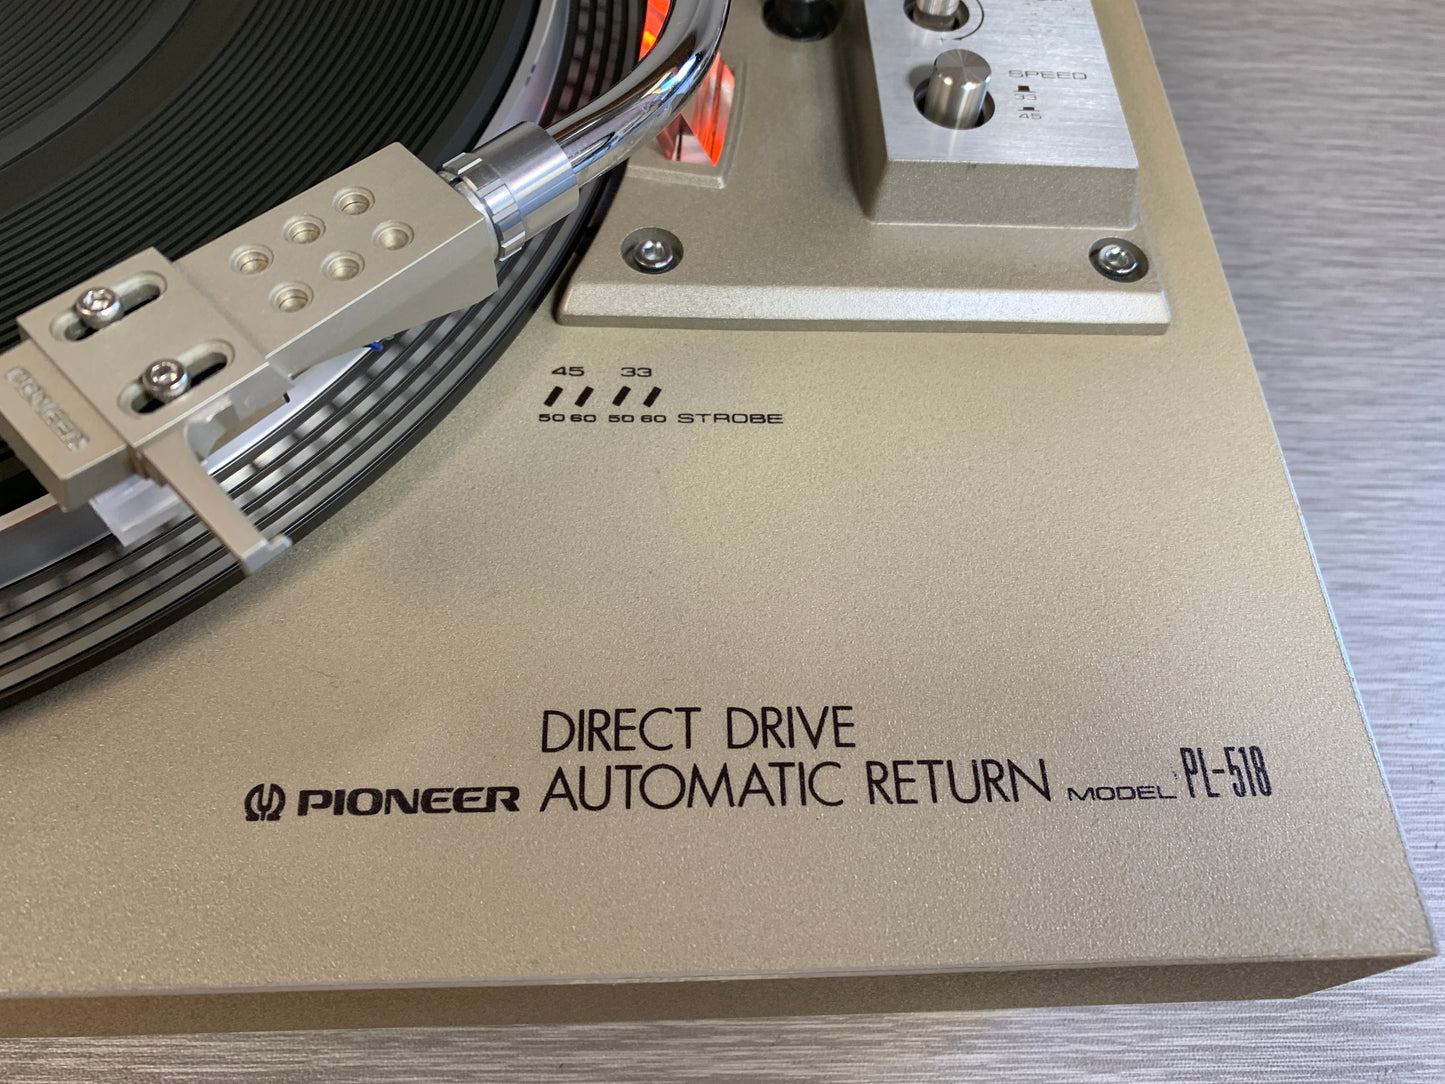 SPEED
33
45
PIONEER
45 33
50 60 50 60 STROBE
DIRECT DRIVE
PIONEER AUTOMATIC RETURN MODEL PL-518